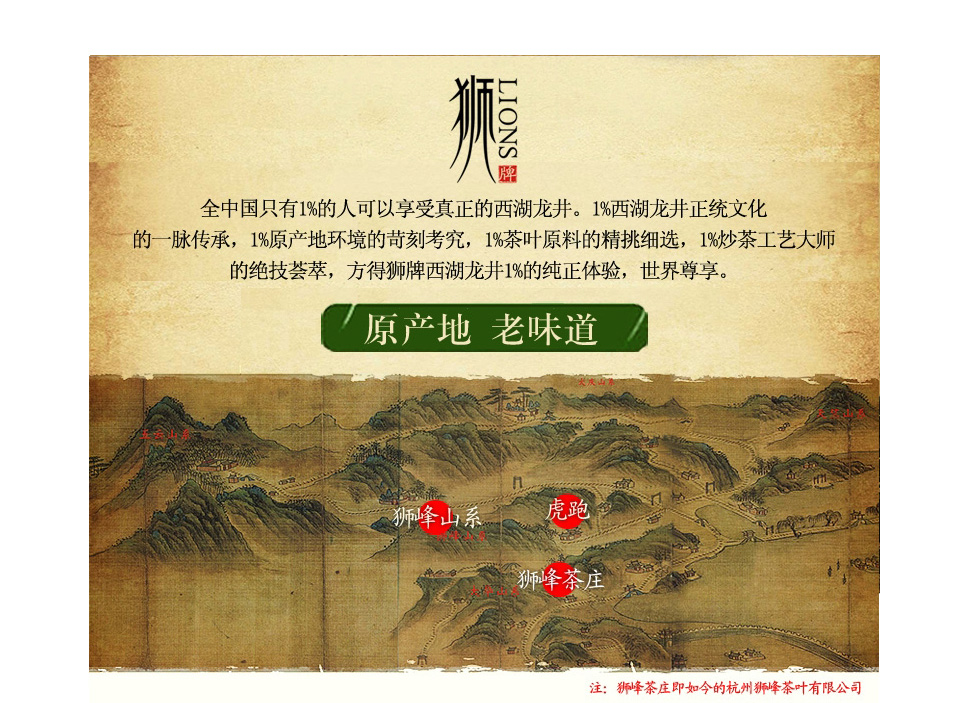 狮
LIONS
牌
全中国只有1%的人可以享受真正的西湖龙井。1%西湖龙井正统文化
的一脉传承，1%原产地环境的苛刻考究，1%茶叶原料的精挑细选，1%炒茶工艺大师
的绝技荟萃，方得狮牌西湖龙井1%的纯正体验，世界尊享。
原产地 老味道
五云山系
狮峰山系
虎跑
狮峰茶庄
注：狮峰茶庄即如今的杭州狮峰茶叶有限公司